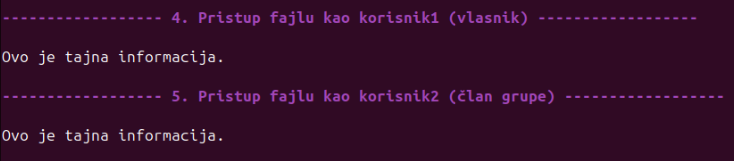 ------------------ 4. Pristup fajlu kao korisnik1 (vlasnik) ------------------
Ovo je tajna informacija.
------------------ 5. Pristup fajlu kao korisnik2 (član grupe) ------------------
Ovo je tajna informacija.